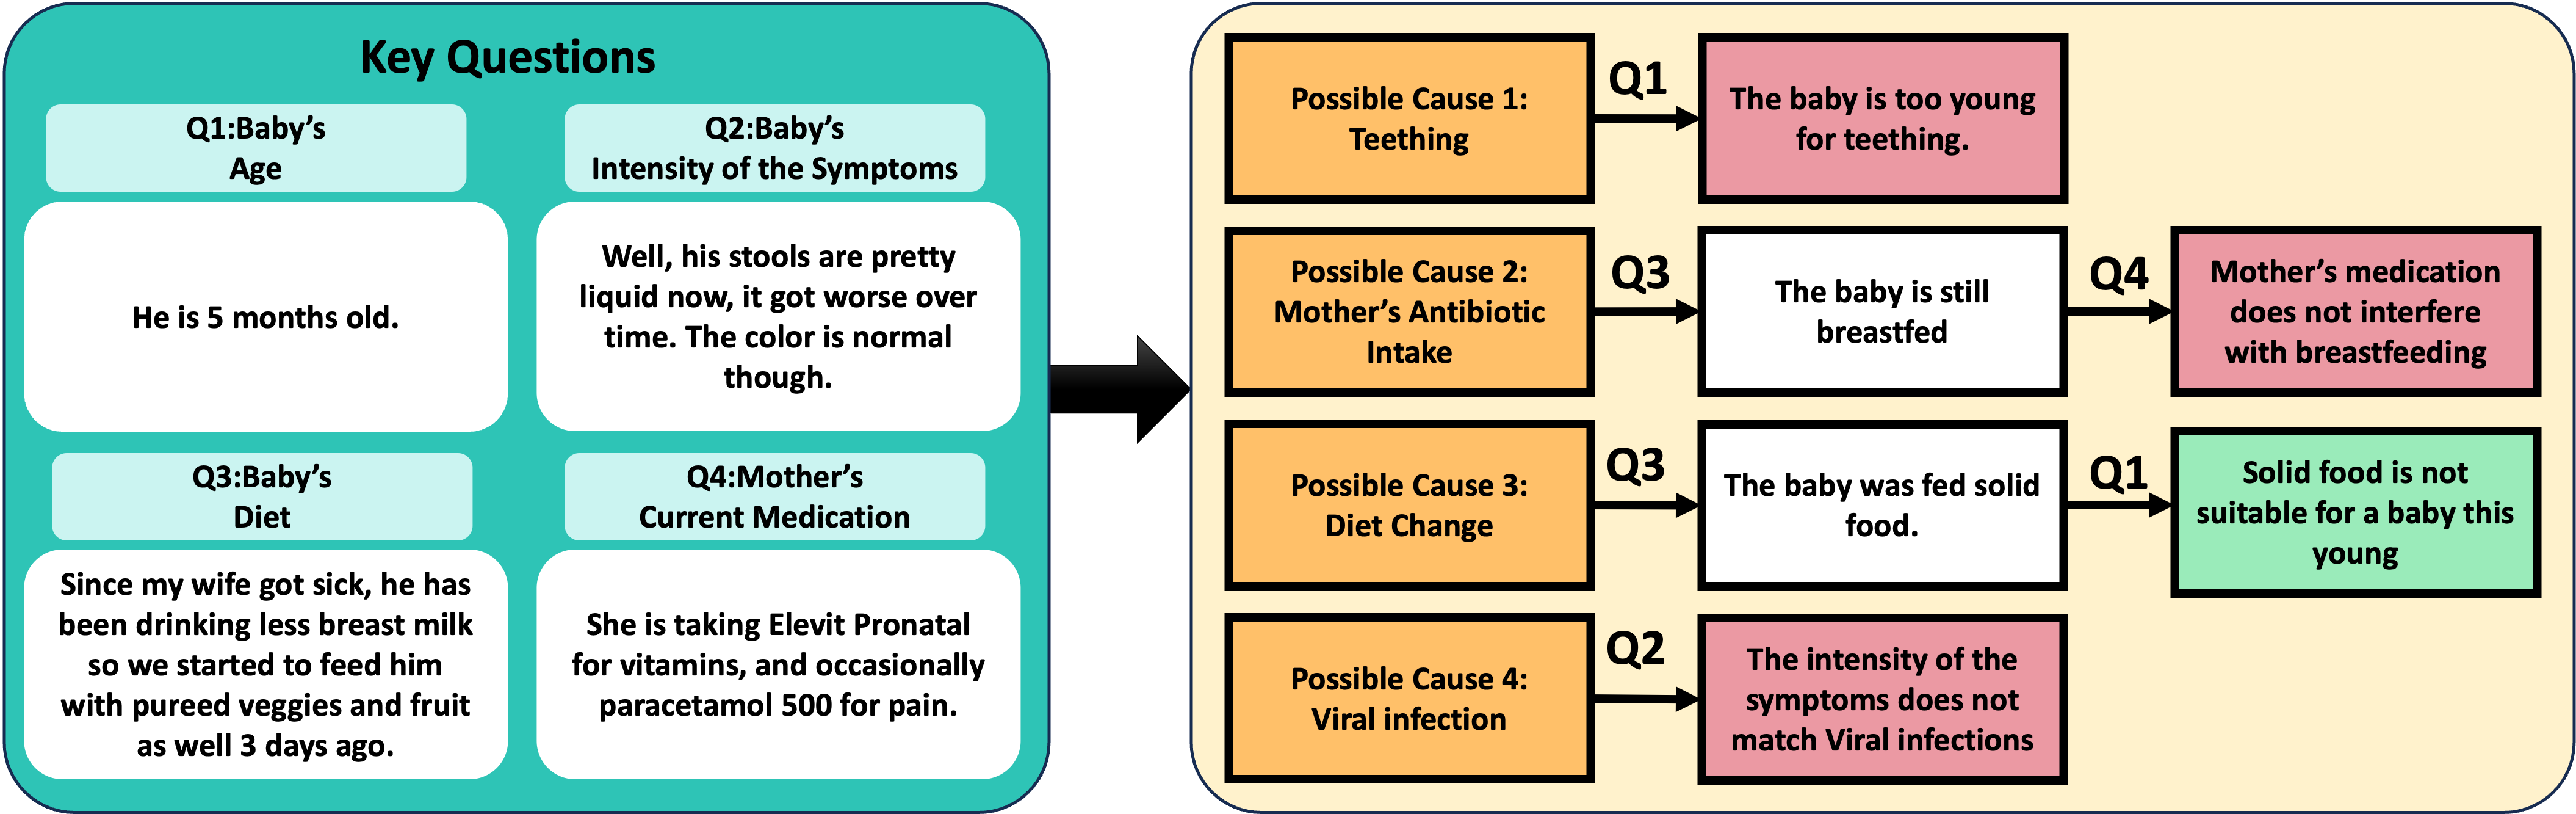 Key Questions
Q1:Baby’s
Age
Q2:Baby’s
Intensity of the Symptoms
He is 5 months old.
Well, his stools are pretty
liquid now, it got worse over
time. The color is normal
though.
Q3:Baby’s
Diet
Q4:Mother’s
Current Medication
Since my wife got sick, he has
been drinking less breast milk
so we started to feed him
with pureed veggies and fruit
as well 3 days ago.
She is taking Elevit Pronatal
for vitamins, and occasionally
paracetamol 500 for pain.
Possible Cause 1:
Teething
Q1
The baby is too young
for teething.
Possible Cause 2:
Mother’s Antibiotic
Intake
Q3
The baby is still
breastfed
Q4
Mother’s medication
does not interfere
with breastfeeding
Possible Cause 3:
Diet Change
Q3
The baby was fed solid
food.
Q1
Solid food is not
suitable for a baby this
young
Possible Cause 4:
Viral infection
Q2
The intensity of the
symptoms does not
match Viral infections